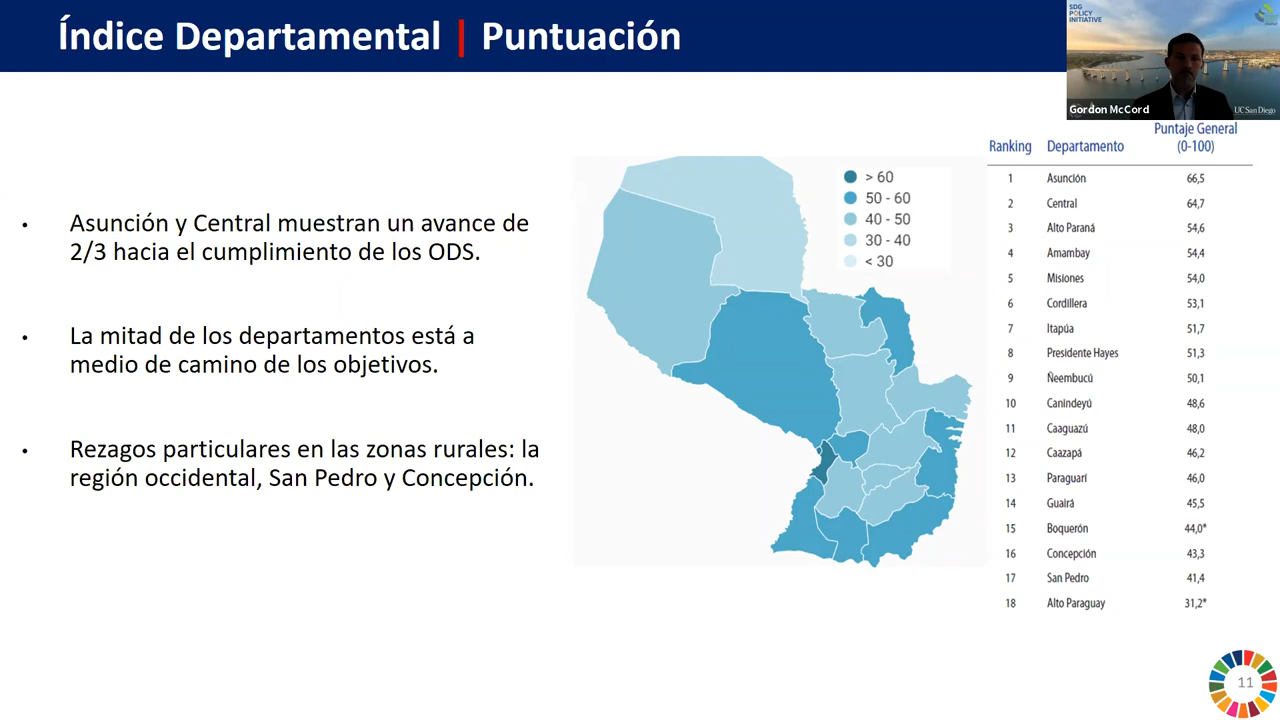 Índice Departamental | Puntuación
SDG
POLICY
INITIATIVE
Gordon McCord
UC San Diego
• Asunción y Central muestran un avance de
2/3 hacia el cumplimiento de los ODS.
• La mitad de los departamentos está a
medio de camino de los objetivos.
• Rezagos particulares en las zonas rurales: la
región occidental, San Pedro y Concepción.
> 60
50 - 60
40 - 50
30 - 40
< 30
Ranking Departamento Puntaje General
(0-100)
1 Asunción 66,5
2 Central 64,7
3 Alto Paraná 54,6
4 Amambay 54,4
5 Misiones 54,0
6 Cordillera 53,1
7 Itapúa 51,7
8 Presidente Hayes 51,3
9 Ñeembucú 50,1
10 Canindeyú 48,6
11 Caaguazú 48,0
12 Caazapá 46,2
13 Paraguarí 46,0
14 Guairá 45,5
15 Boquerón 44,0*
16 Concepción 43,3
17 San Pedro 41,4
18 Alto Paraguay 31,2*
11